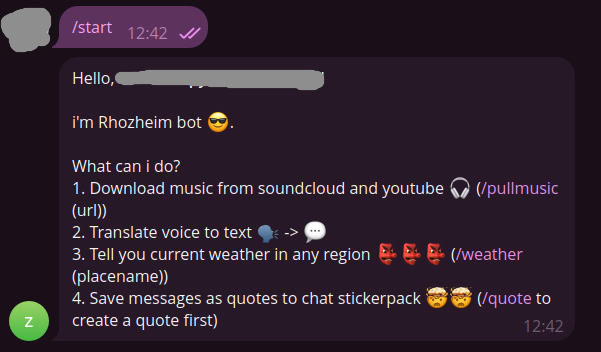 /start 12:42
Hello,
i'm Rhozheim bot 😎.
What can i do?
1. Download music from soundcloud and youtube 🎧 (/pullmusic
(url))
2. Translate voice to text 🗣 -> 💬
3. Tell you current weather in any region 👺 👺 👺 (/weather
(placename))
4. Save messages as quotes to chat stickerpack 🤯🤯 (/quote to
create a quote first) 12:42
z